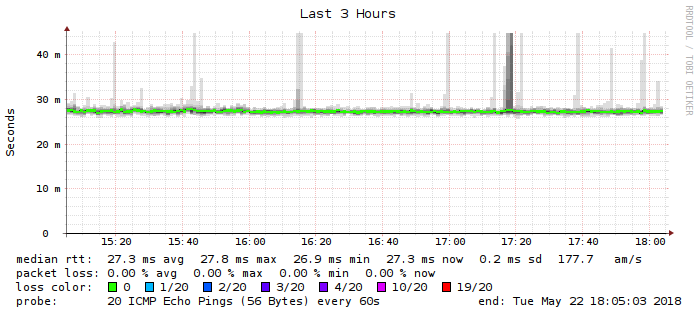 Last 3 Hours
RRDTOOL / TOBI OETIKER
Seconds
40 m
30 m
20 m
10 m
0
15:20 15:40 16:00 16:20 16:40 17:00 17:20 17:40 18:00
median rtt: 27.3 ms avg 27.8 ms max 26.9 ms min 27.3 ms now 0.2 ms sd 177.7 am/s
packet loss: 0.00 % avg 0.00 % max 0.00 % min 0.00 % now
loss color: 0 1/20 2/20 3/20 4/20 10/20 19/20
probe: 20 ICMP Echo Pings (56 Bytes) every 60s end: Tue May 22 18:05:03 2018